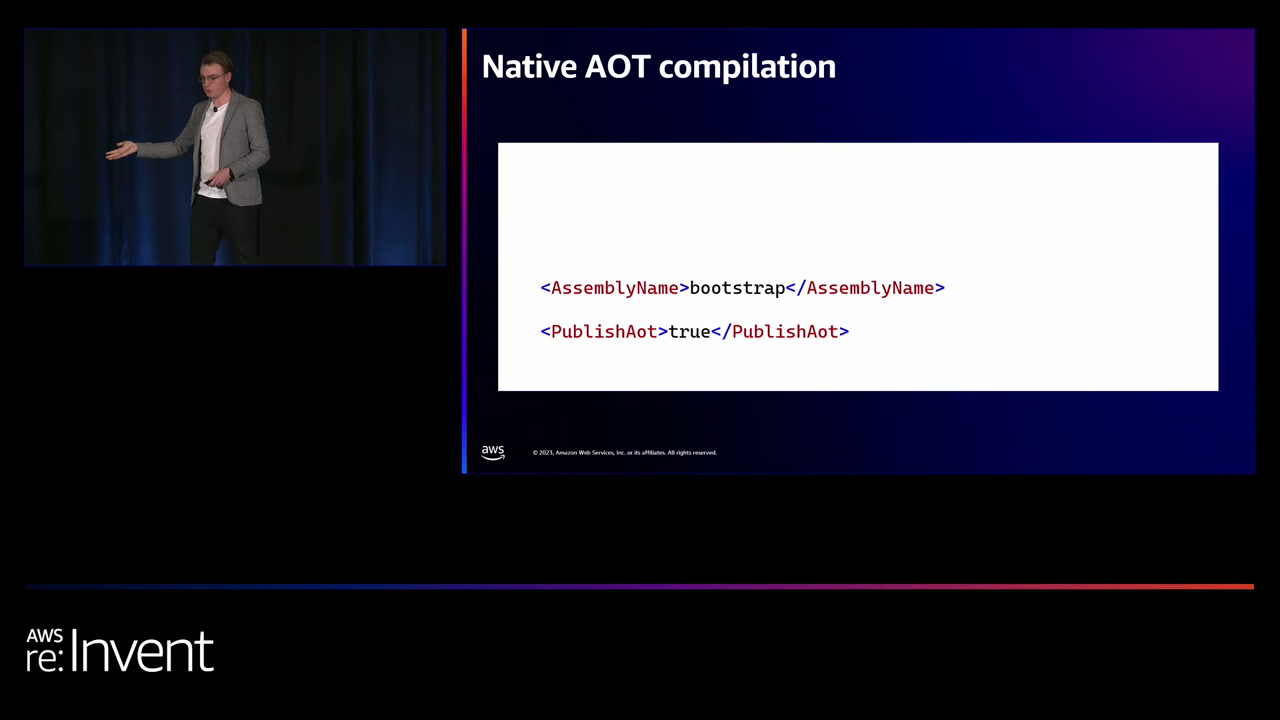 Native AOT compilation
<AssemblyName>bootstrap</AssemblyName>
<PublishAot>true</PublishAot>
aws
© 2023, Amazon Web Services, Inc. or its affiliates. All rights reserved.
AWS
re:Invent